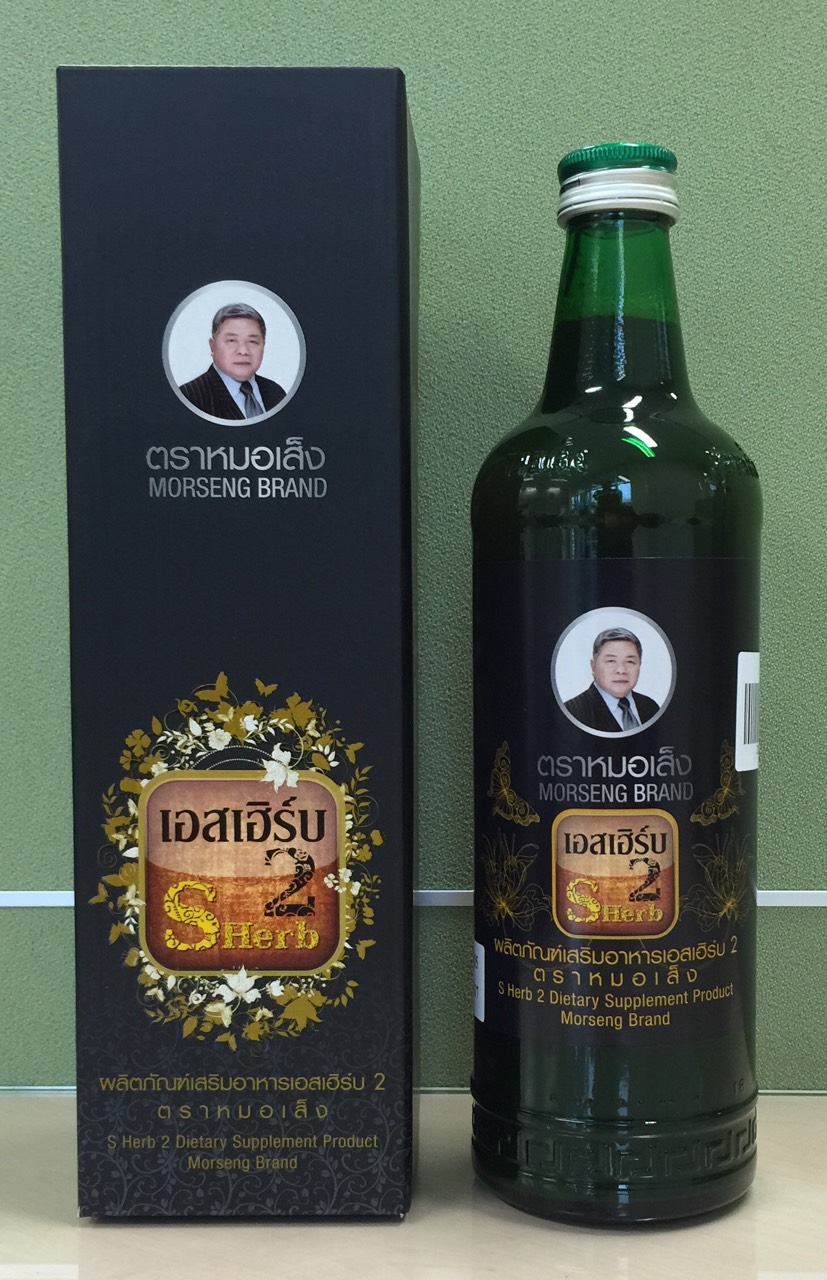 ตราหมอเส็ง
MORSENG BRAND
เอสเฮิร์บ
2
S Herb
ผลิตภัณฑ์เสริมอาหารเอสเฮิร์บ 2
ตราหมอเส็ง
S Herb 2 Dietary Supplement Product
Morseng Brand
ตราหมอเส็ง
MORSENG BRAND
เอสเฮิร์บ
2
S Herb
ผลิตภัณฑ์เสริมอาหารเอสเฮิร์บ 2
ตราหมอเส็ง
S Herb 2 Dietary Supplement Product
Morseng Brand